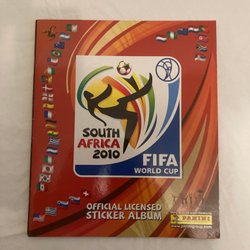 SOUTH
AFRICA
2010
FIFA
WORLD CUP
OFFICIAL LICENSED
STICKER ALBUM
PANINI